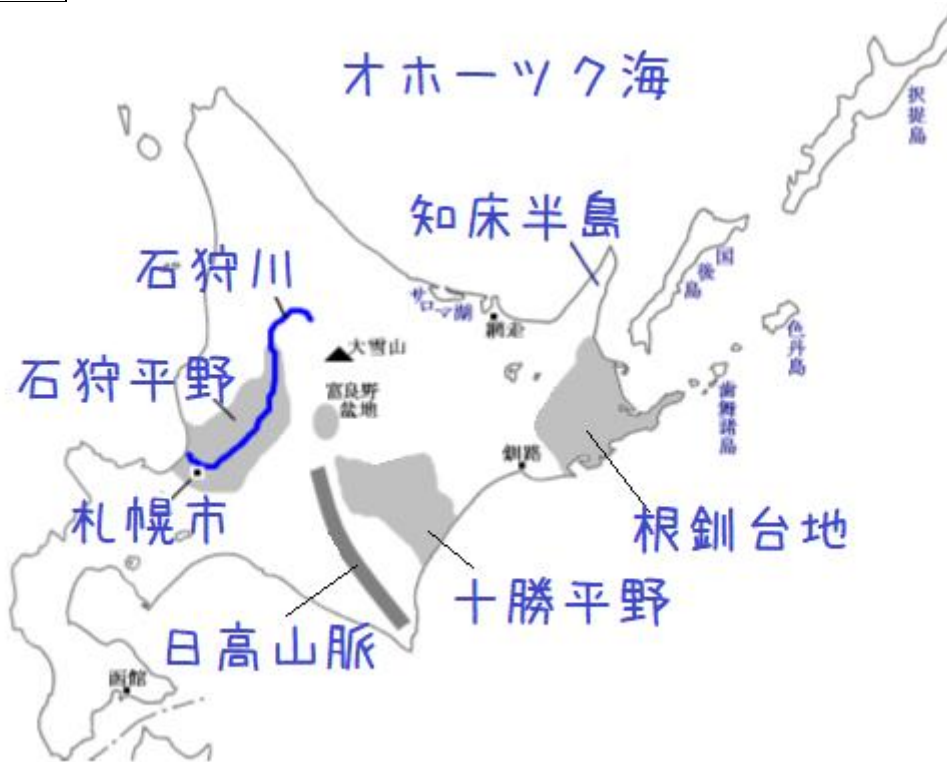 オホーツク海
択捉島
知床半島
石狩川
国後島
サロマ湖
網走
色丹島
大雪山
石狩平野
富良野
盆地
歯舞諸島
釧路
札幌市
根釧台地
十勝平野
日高山脈
函館